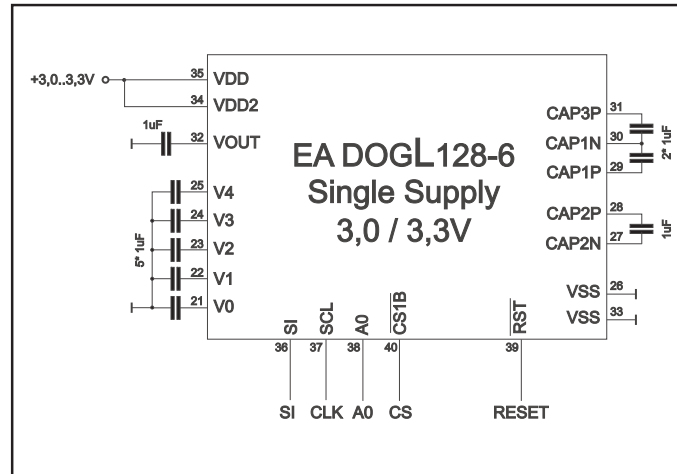 +3,0..3,3V
35 VDD
34 VDD2
1uF
32 VOUT
25 V4
24 V3
23 V2
22 V1
21 V0
5* 1uF
EA DOGL128-6
Single Supply
3,0 / 3,3V
CAP3P 31
CAP1N 30
CAP1P 29
2* 1uF
CAP2P 28
CAP2N 27
1uF
VSS 26
VSS 33
SI SCL A0 CS1B RST
36 37 38 40 39
SI CLK A0 CS RESET